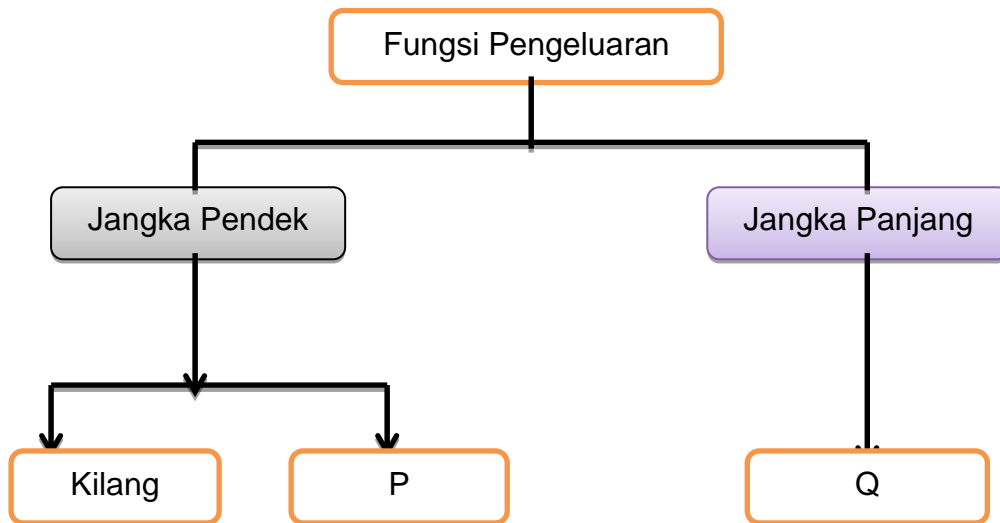 Fungsi Pengeluaran
Jangka Pendek
Jangka Panjang
Kilang
P
Q